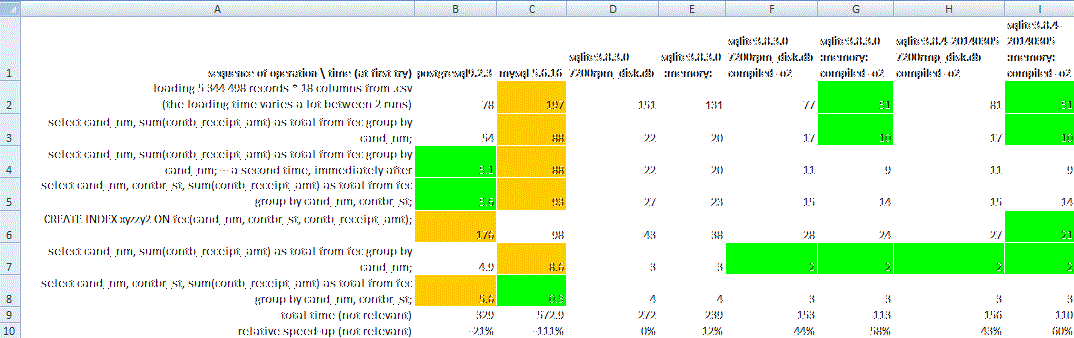 A B C D E F G H I
1 sequence of operation \ time (at first try) postgresql9.2.3 mysql 5.6.16 sqlite3.8.3.0 7200rpm_disk.db sqlite3.8.3.0 :memory: sqlite3.8.3.0 7200rpm_disk.db compiled -o2 sqlite3.8.3.0 :memory: compiled -o2 sqlite3.8.4-20140305 7200rmp_disk.db compiled -o2 sqlite3.8.4-20140305 :memory: compiled -o2
loading 5 344 498 records * 18 columns from .csv
2 (the loading time varies a lot between 2 runs) 78 197 151 131 77 51 81 51
select cand_nm, sum(contb_receipt_amt) as total from fec group by
3 cand_nm; 54 88 22 20 17 10 17 10
select cand_nm, sum(contb_receipt_amt) as total from fec group by
4 cand_nm; -- a second time, immediately after 5.1 88 22 20 11 9 11 9
select cand_nm, contbr_st, sum(contb_receipt_amt) as total from fec
5 group by cand_nm, contbr_st; 5.6 93 27 23 15 14 15 14
CREATE INDEX xyzzy2 ON fec(cand_nm, contbr_st, contb_receipt_amt);
6 176 98 43 38 28 24 27 21
select cand_nm, sum(contb_receipt_amt) as total from fec group by
7 cand_nm; 4.9 8.6 3 3 2 2 2 2
select cand_nm, contbr_st, sum(contb_receipt_amt) as total from fec
8 group by cand_nm, contbr_st; 5.6 0.3 4 4 3 3 3 3
9 total time (not relevant) 329 572.9 272 239 153 113 156 110
10 relative speed-up (not relevant) -21% -111% 0% 12% 44% 58% 43% 60%